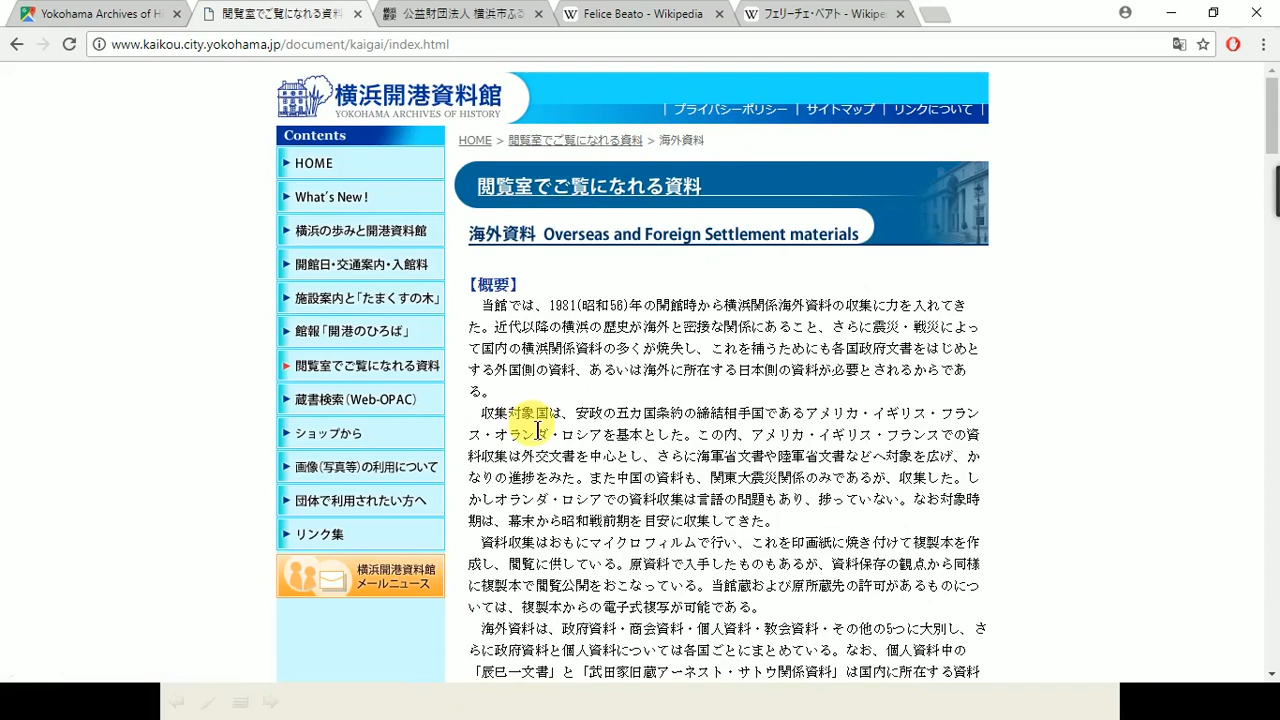 Yokohama Archives of Hi
閲覧室でご覧になれる資料
公益財団法人 横浜市ふる
Felice Beato - Wikipedia
フェリーチェ・ベアト - Wikipe
www.kaikou.city.yokohama.jp/document/kaigai/index.html
横浜開港資料館
YOKOHAMA ARCHIVES OF HISTORY
| プライバシーポリシー | サイトマップ | リンクについて |
Contents
HOME
What's New!
横浜の歩みと開港資料館
開館日・交通案内・入館料
施設案内と「たまくすの木」
館報「開港のひろば」
閲覧室でご覧になれる資料
蔵書検索(Web-OPAC)
ショップから
画像(写真等)の利用について
団体で利用されたい方へ
リンク集
横浜開港資料館
メールニュース
HOME > 閲覧室でご覧になれる資料 > 海外資料
閲覧室でご覧になれる資料
海外資料 Overseas and Foreign Settlement materials
【概要】
当館では、1981(昭和56)年の開館時から横浜関係海外資料の収集に力を入れてき
た。近代以降の横浜の歴史が海外と密接な関係にあること、さらに震災・戦災によっ
て国内の横浜関係資料の多くが焼失し、これを補うためにも各国政府文書をはじめと
する外国側の資料、あるいは海外に所在する日本側の資料が必要とされるからであ
る。
収集対象国は、安政の五カ国条約の締結相手国であるアメリカ・イギリス・フラン
ス・オランダ・ロシアを基本とした。この内、アメリカ・イギリス・フランスでの資
料収集は外交文書を中心とし、さらに海軍省文書や陸軍省文書などへ対象を広げ、か
なりの進捗をみた。また中国の資料も、関東大震災関係のみであるが、収集した。し
かしオランダ・ロシアでの資料収集は言語の問題もあり、捗っていない。なお対象時
期は、幕末から昭和戦前期を目安に収集してきた。
資料収集はおもにマイクロフィルムで行い、これを印画紙に焼き付けて複製本を作
成し、閲覧に供している。原資料で入手したものもあるが、資料保存の観点から同様
に複製本で閲覧公開をおこなっている。当館蔵および原所蔵先の許可があるものにつ
いては、複製本からの電子式複写が可能である。
海外資料は、政府資料・商会資料・個人資料・教会資料・その他の5つに大別し、さ
らに政府資料と個人資料については各国ごとにまとめている。なお、個人資料中の
「辰巳一文書」と「武田家旧蔵アーネスト・サトウ関係資料」は国内に所在する資料